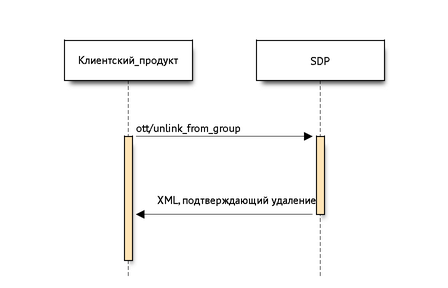 Клиентский_продукт
SDP
ott/unlink_from_group
XML, подтверждающий удаление